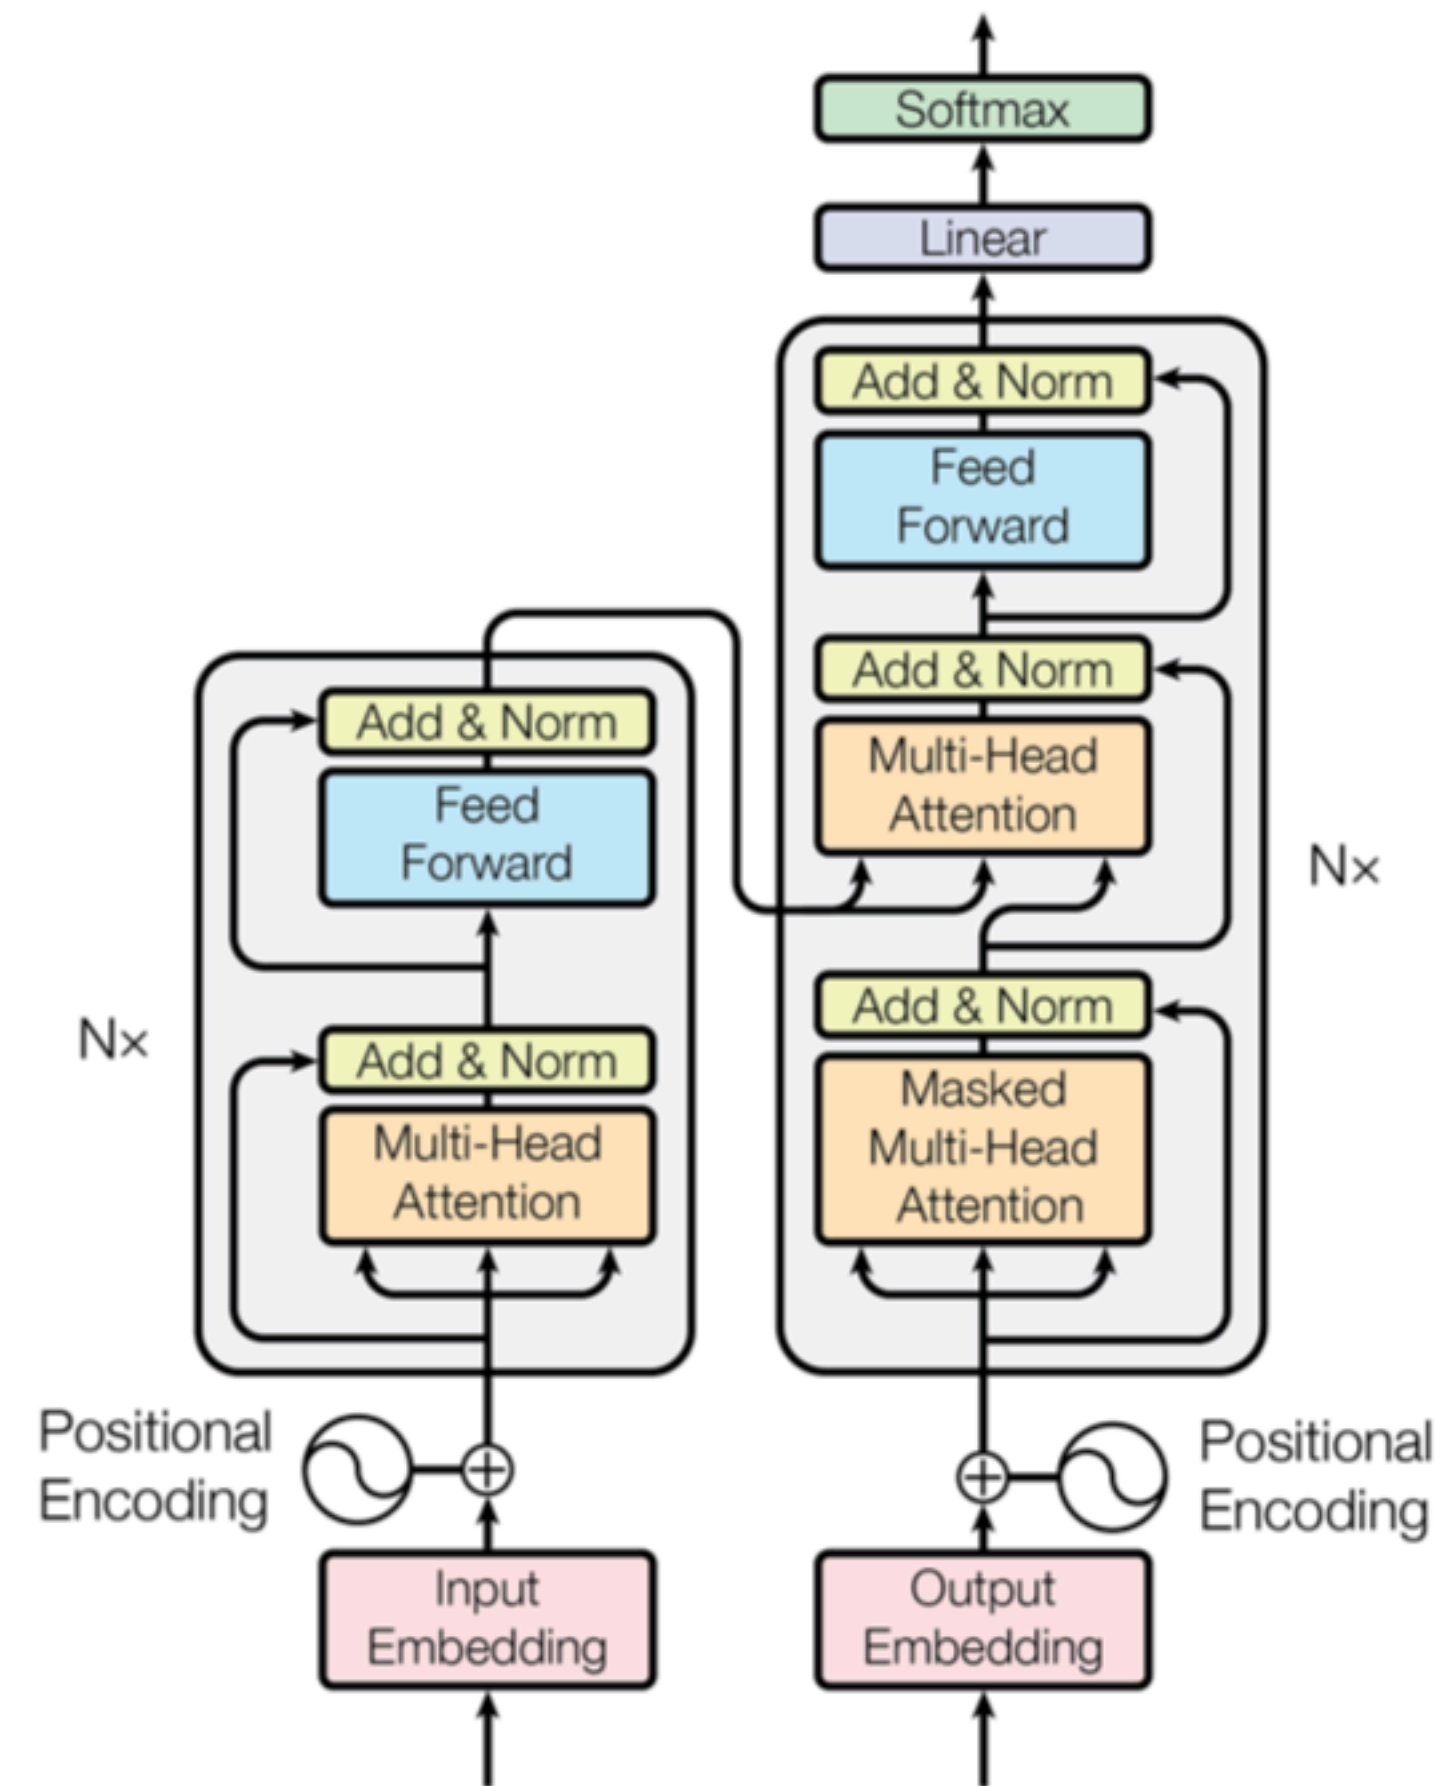 Softmax
Linear
Add & Norm
Feed
Forward
Add & Norm
Multi-Head
Attention
Nx
Add & Norm
Masked
Multi-Head
Attention
Add & Norm
Feed
Forward
Nx
Add & Norm
Multi-Head
Attention
Positional
Encoding
Positional
Encoding
Input
Embedding
Output
Embedding